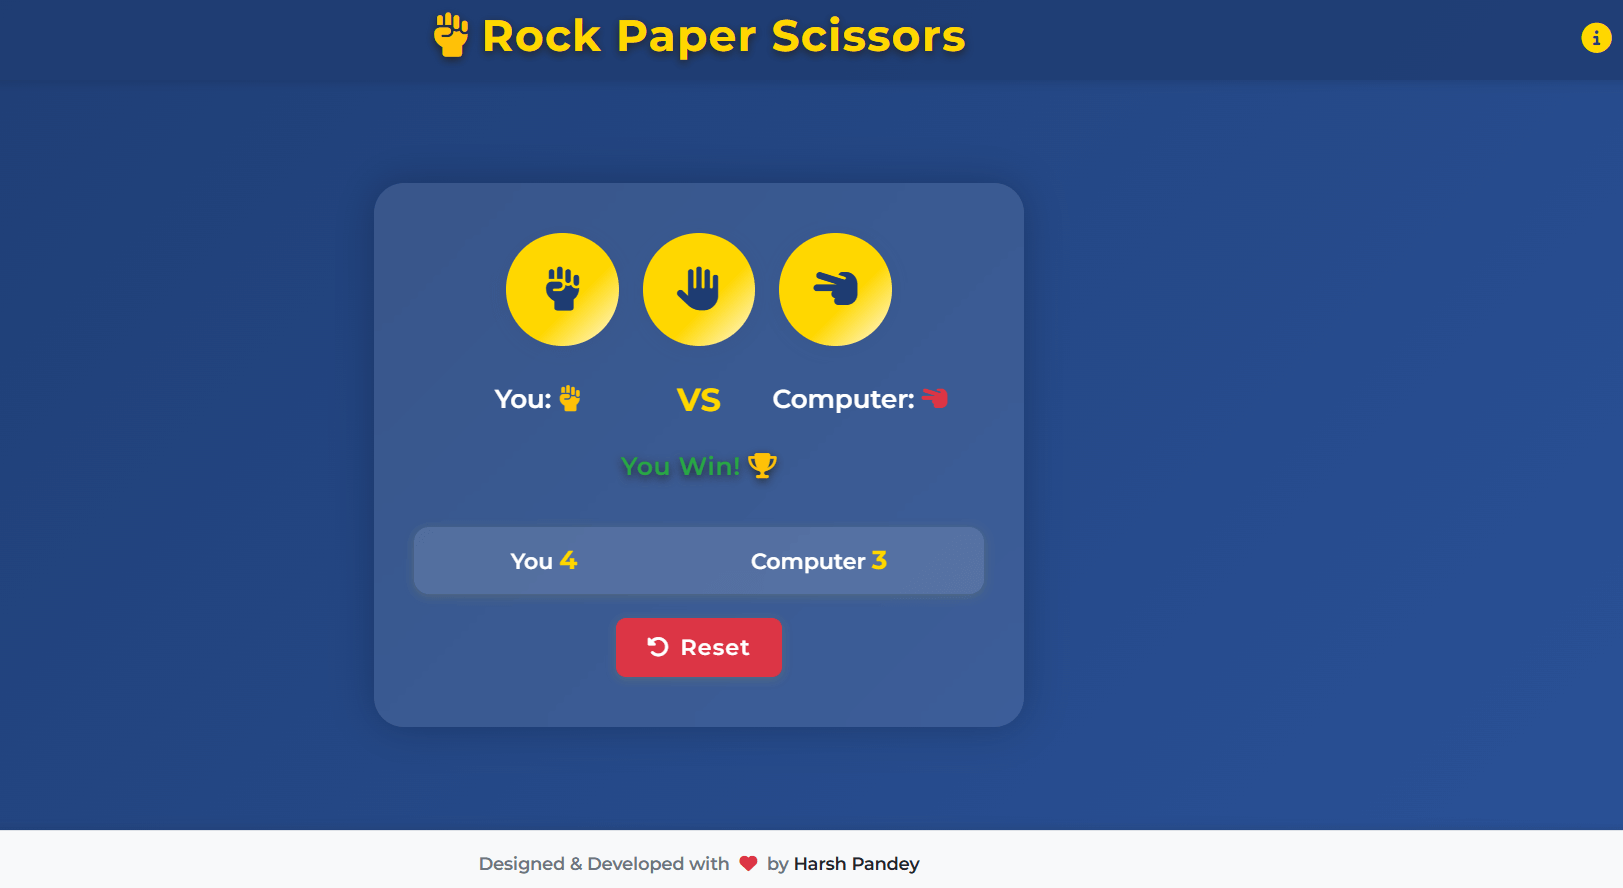 Rock Paper Scissors
i
You: VS Computer:
You Win!
You 4 Computer 3
Reset
Designed & Developed with by Harsh Pandey